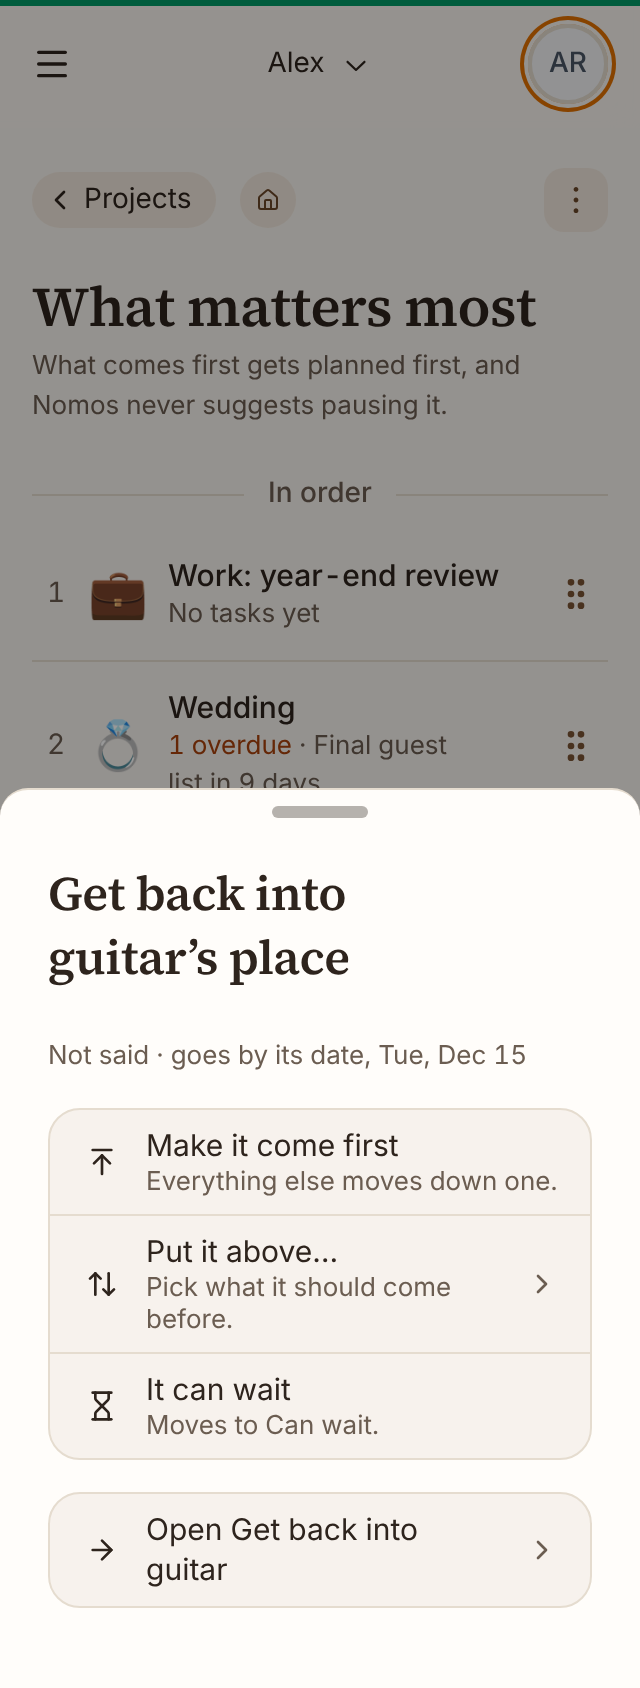 Alex
AR
Projects
What matters most
What comes first gets planned first, and
Nomos never suggests pausing it.
In order
1
Work: year-end review
No tasks yet
2
Wedding
1 overdue · Final guest
list in 9 days
Get back into
guitar’s place
Not said · goes by its date, Tue, Dec 15
Make it come first
Everything else moves down one.
Put it above…
Pick what it should come
before.
It can wait
Moves to Can wait.
Open Get back into
guitar